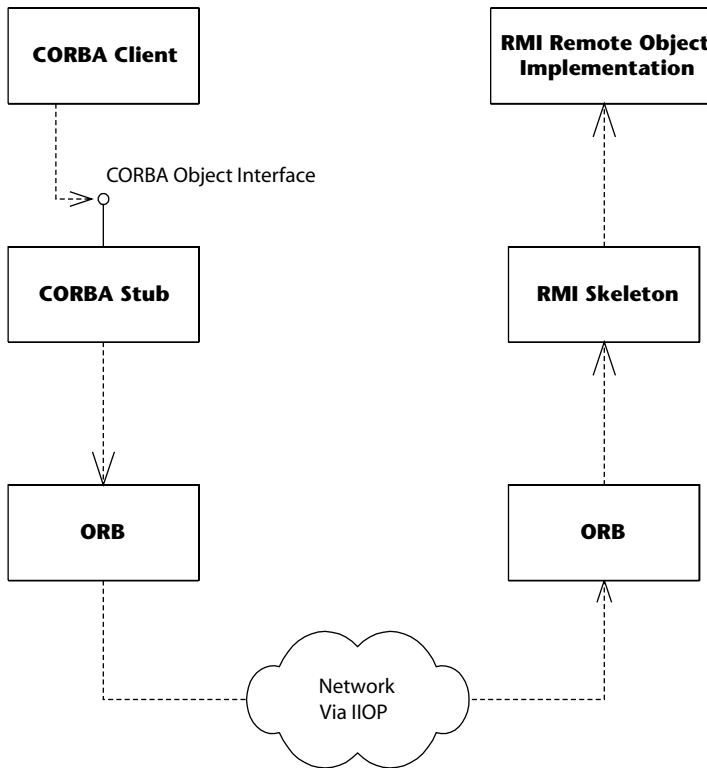 CORBA Client
RMI Remote Object
Implementation
CORBA Object Interface
CORBA Stub
RMI Skeleton
ORB
ORB
Network
Via IIOP